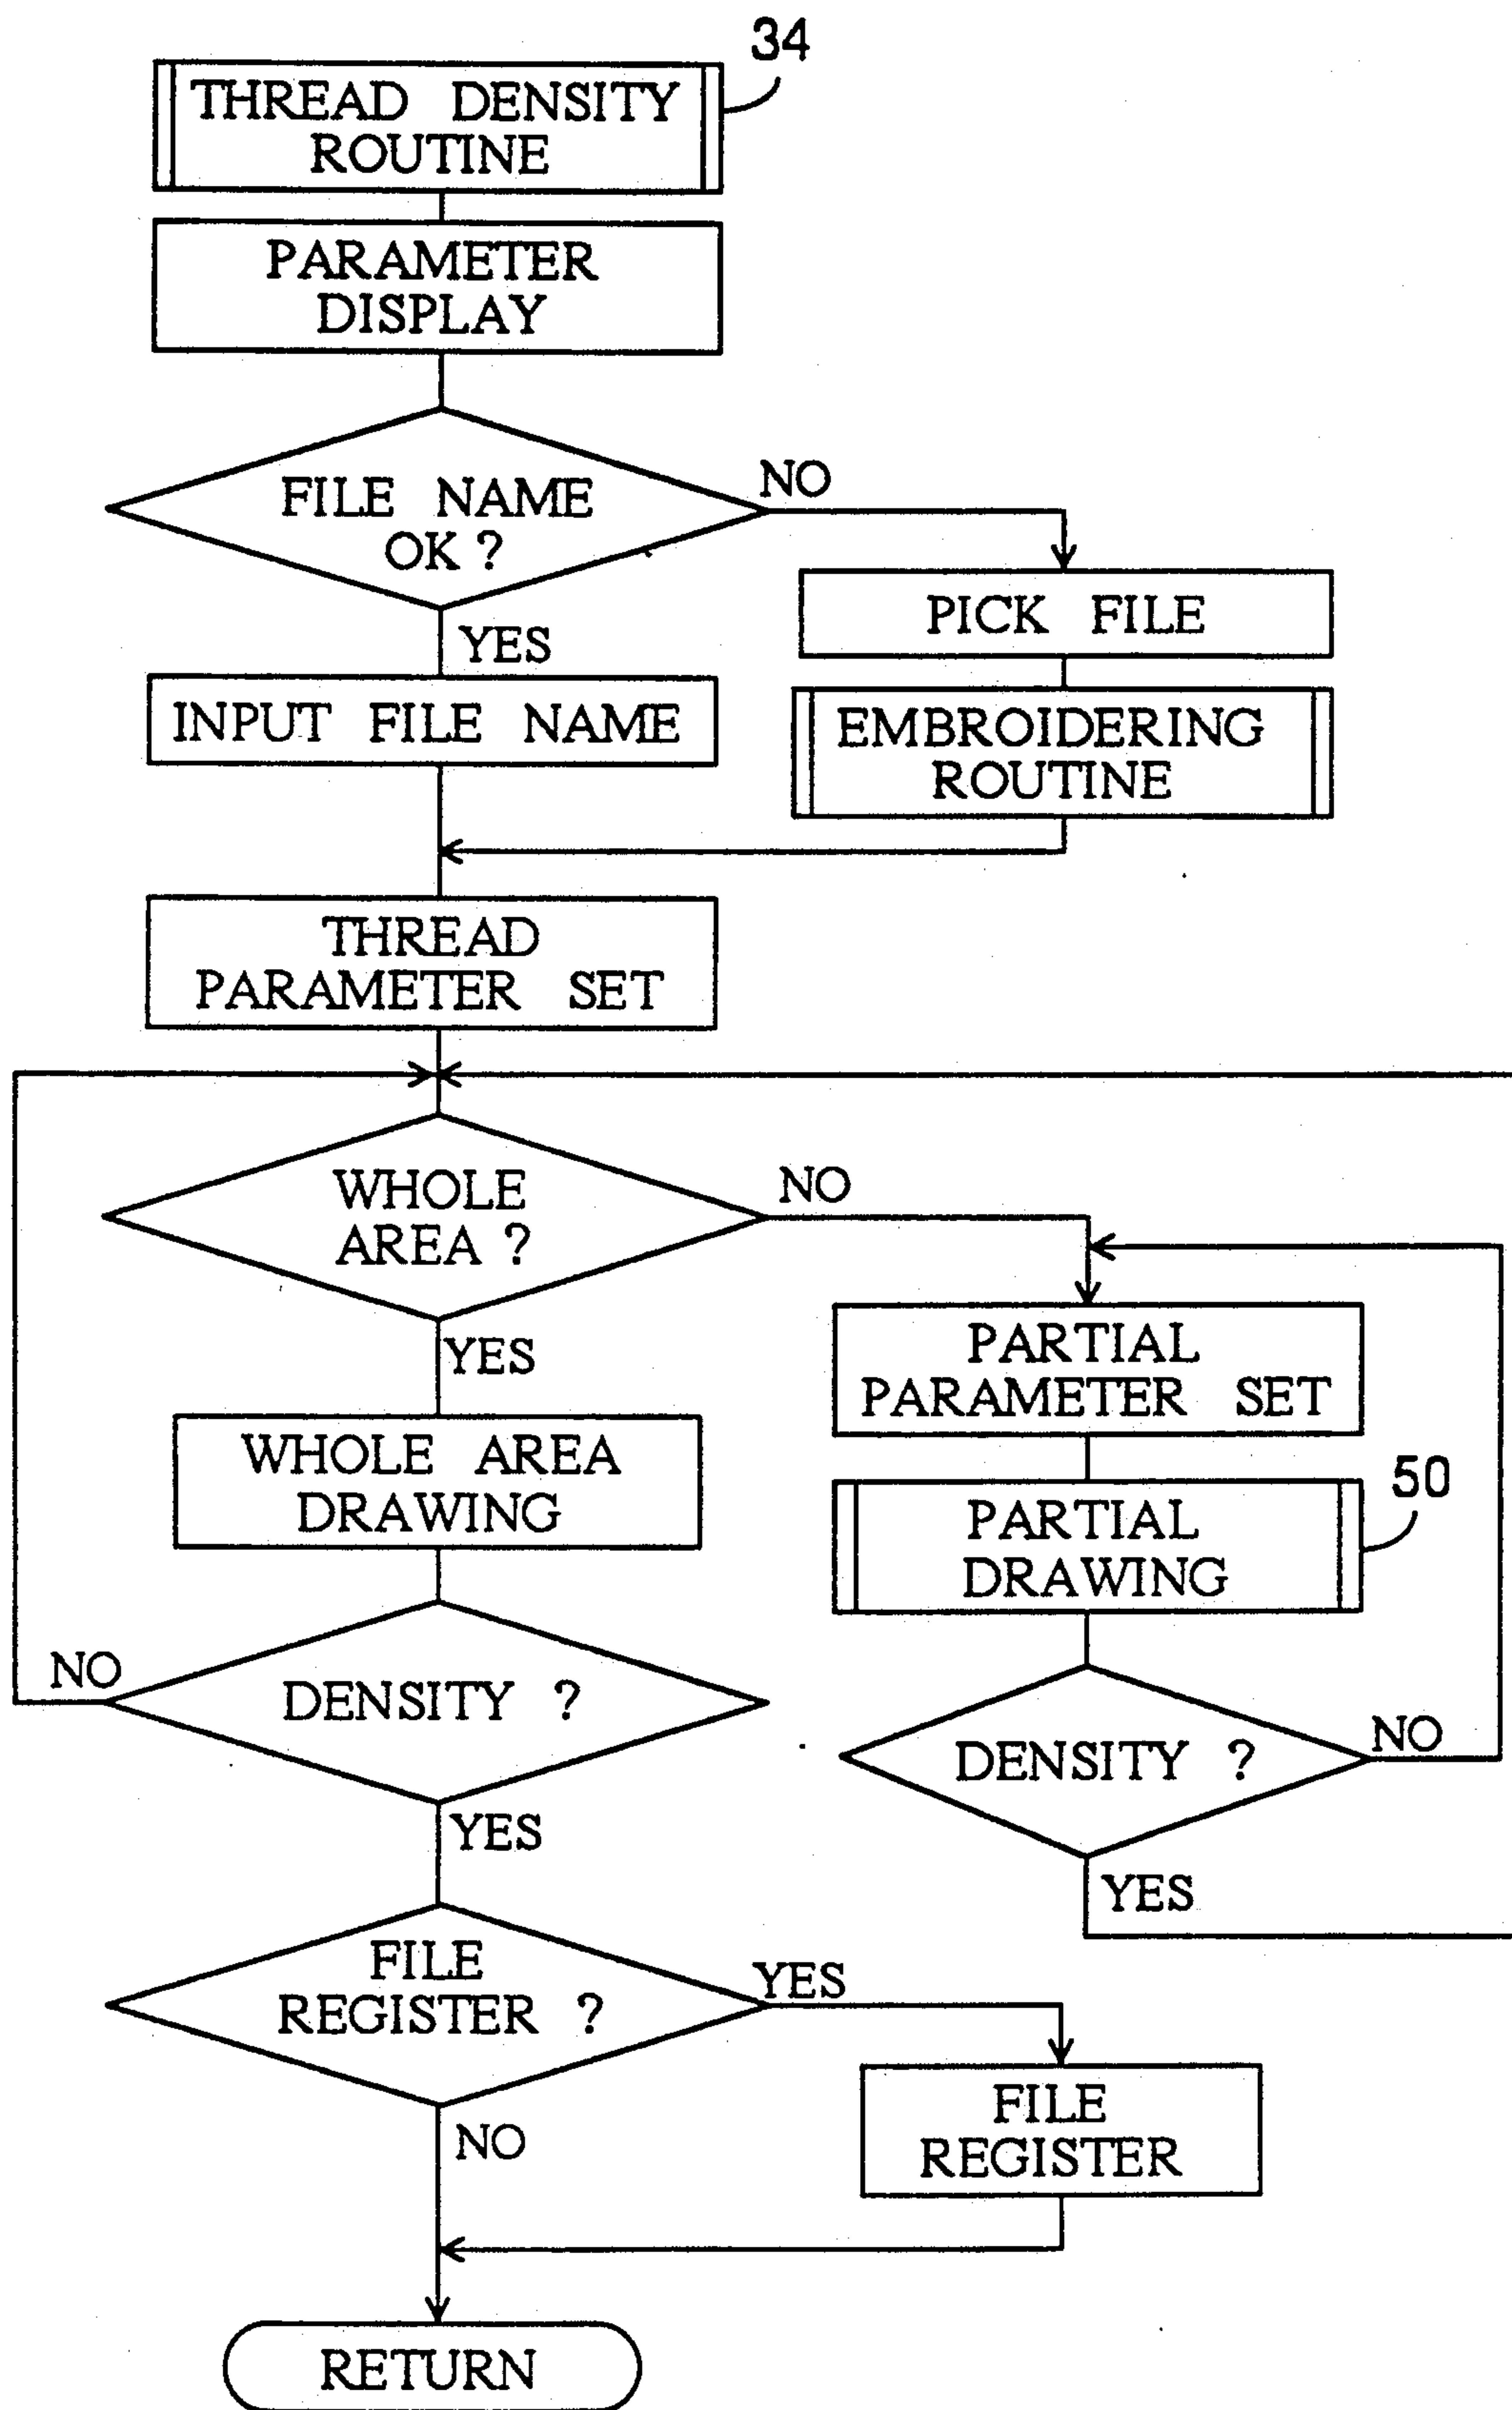 34
THREAD DENSITY
ROUTINE
PARAMETER
DISPLAY
FILE NAME
OK ?
NO
YES
PICK FILE
INPUT FILE NAME
EMBROIDERING
ROUTINE
THREAD
PARAMETER SET
WHOLE
AREA ?
NO
YES
PARTIAL
PARAMETER SET
WHOLE AREA
DRAWING
50
PARTIAL
DRAWING
NO
DENSITY ?
DENSITY ?
NO
YES
YES
FILE
REGISTER ?
YES
NO
FILE
REGISTER
RETURN